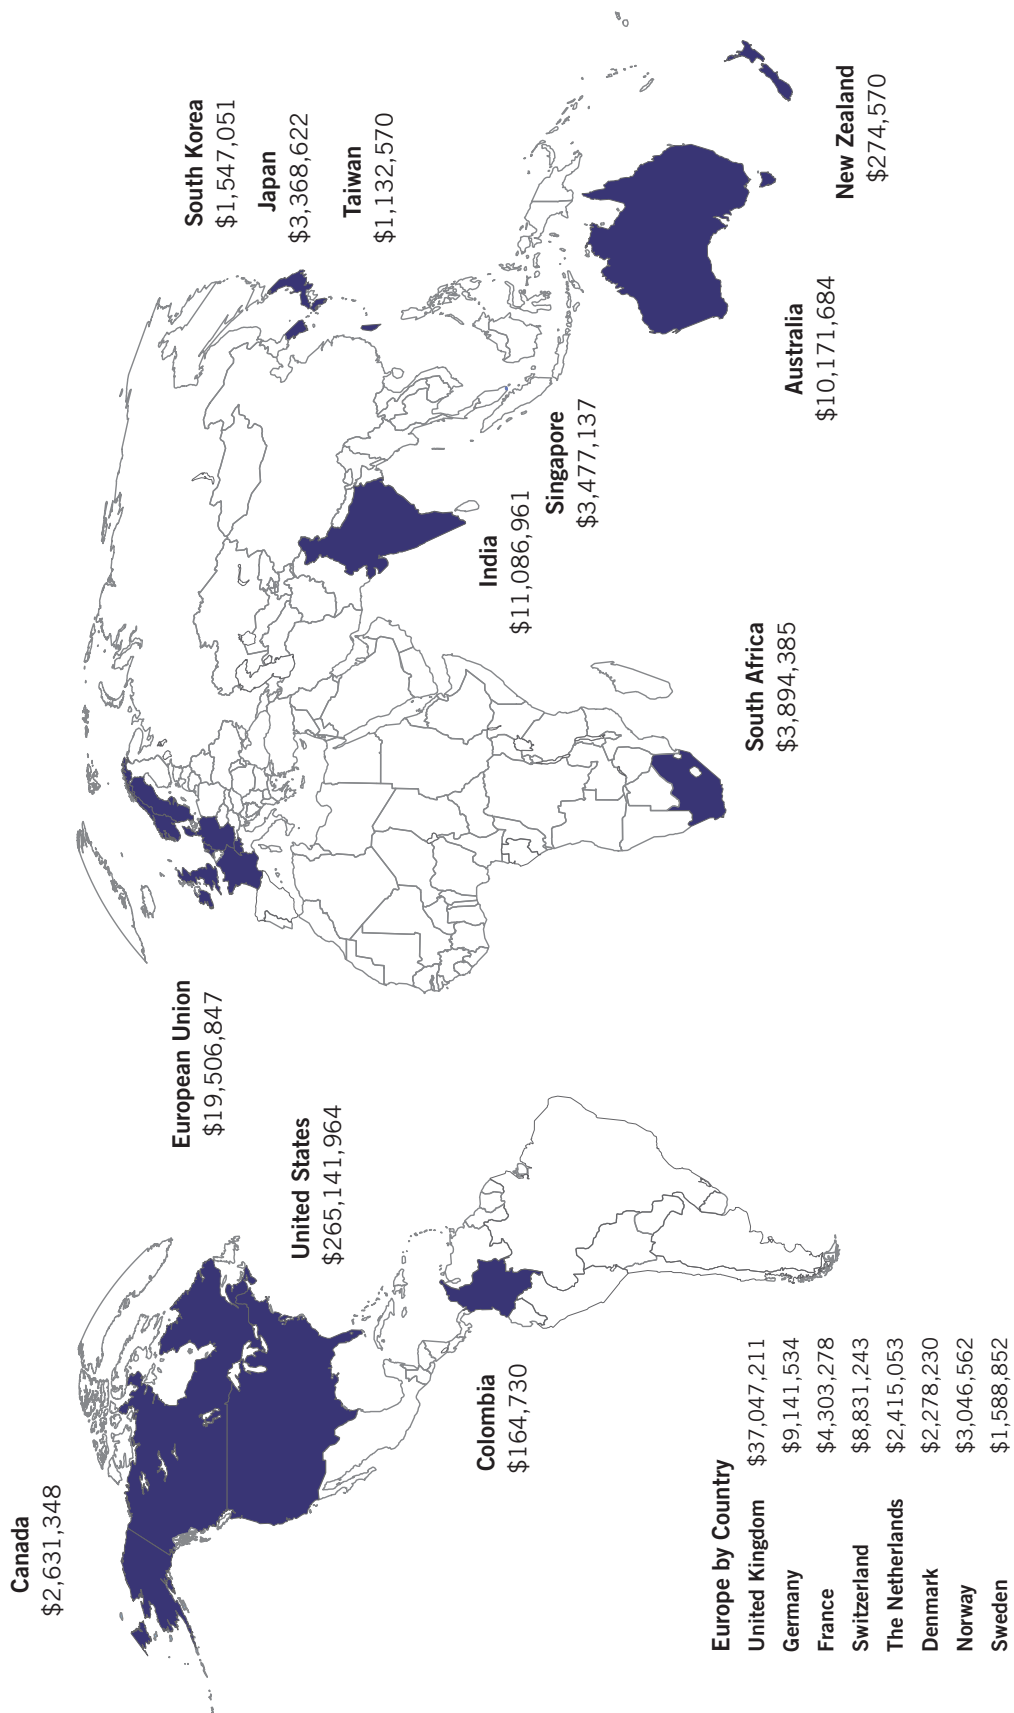 Canada
$2,631,348
European Union
$19,506,847
South Korea
$1,547,051
Japan
$3,368,622
Taiwan
$1,132,570
United States
$265,141,964
India
$11,086,961
Singapore
$3,477,137
Colombia
$164,730
South Africa
$3,894,385
Australia
$10,171,684
New Zealand
$274,570
Europe by Country
United Kingdom $37,047,211
Germany $9,141,534
France $4,303,278
Switzerland $8,831,243
The Netherlands $2,415,053
Denmark $2,278,230
Norway $3,046,562
Sweden $1,588,852